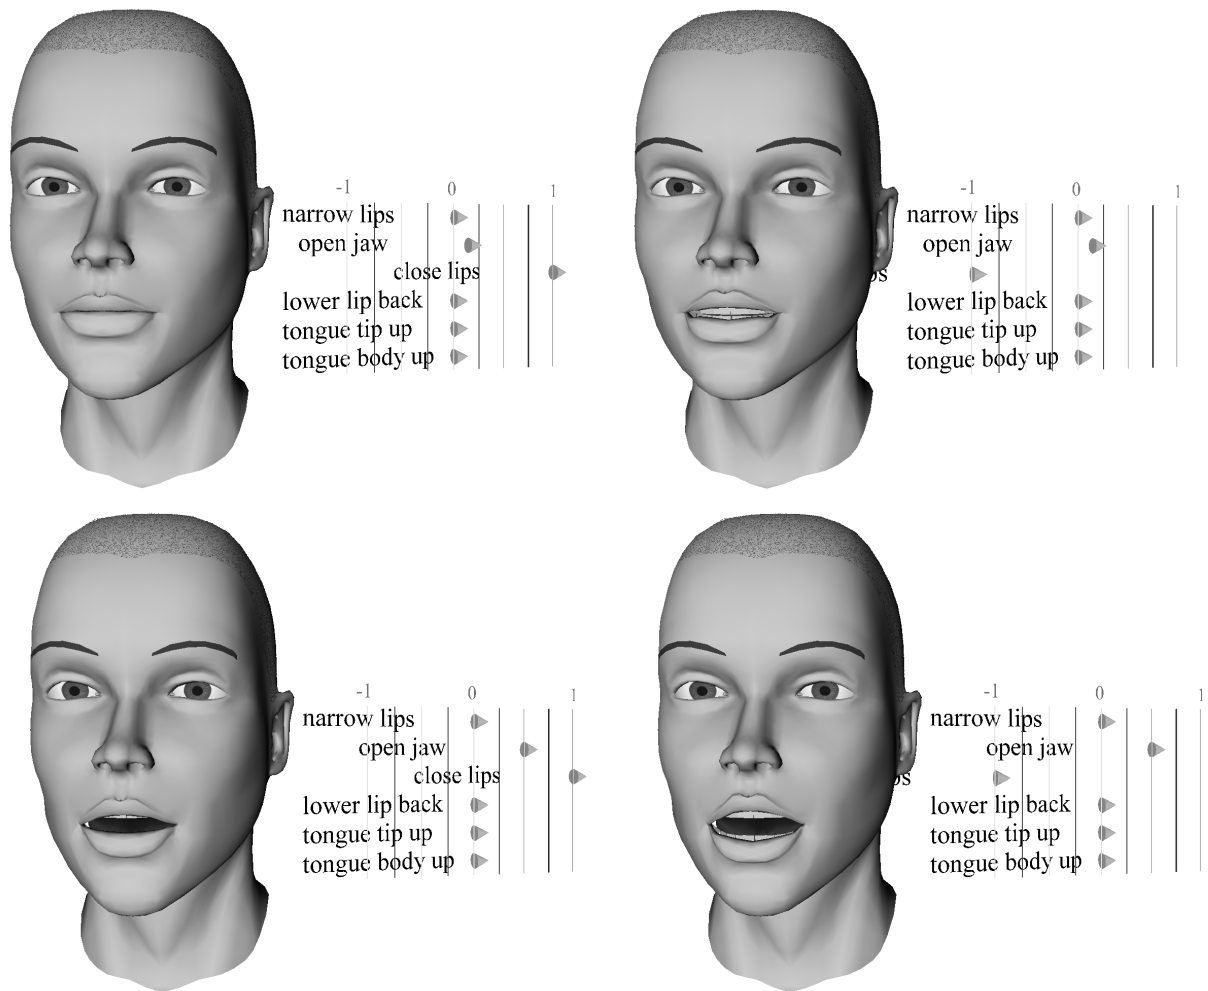 -1 0 1
narrow lips
open jaw
close lips
lower lip back
tongue tip up
tongue body up
-1 0 1
narrow lips
open jaw
ps
lower lip back
tongue tip up
tongue body up
-1 0 1
narrow lips
open jaw
close lips
lower lip back
tongue tip up
tongue body up
-1 0 1
narrow lips
open jaw
ps
lower lip back
tongue tip up
tongue body up